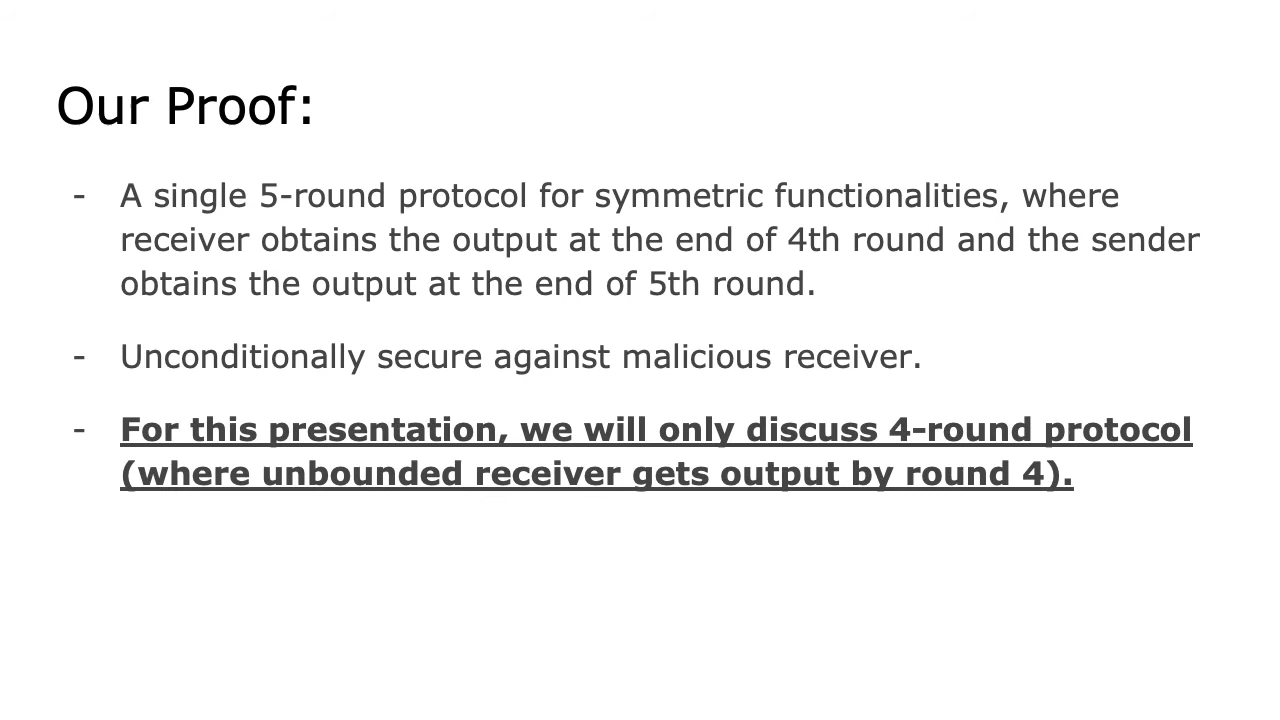 Our Proof:
- A single 5-round protocol for symmetric functionalities, where
receiver obtains the output at the end of 4th round and the sender
obtains the output at the end of 5th round.
- Unconditionally secure against malicious receiver.
- For this presentation, we will only discuss 4-round protocol
(where unbounded receiver gets output by round 4).